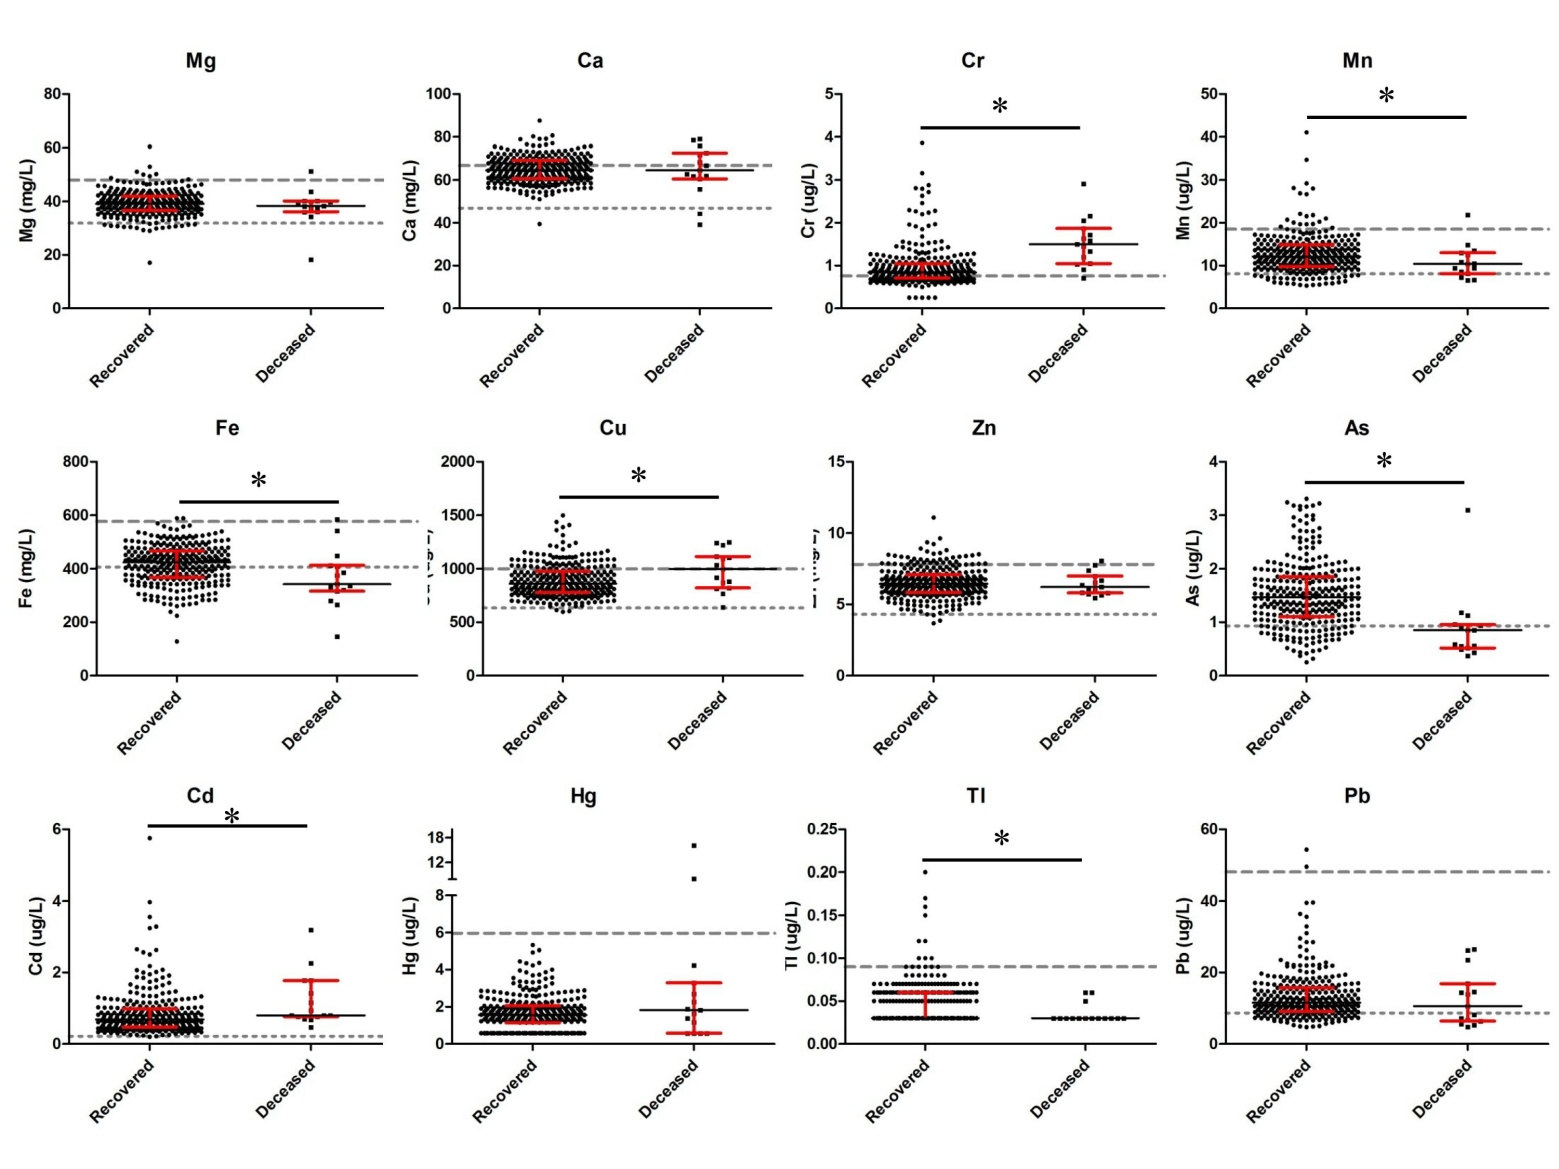 Mg
Ca
Cr
Mn
Mg (mg/L)
80
60
40
20
0
Recovered
Deceased
Ca (mg/L)
100
80
60
40
20
0
Recovered
Deceased
Cr (ug/L)
5
4
3
2
1
0
*
Recovered
Deceased
Mn (ug/L)
50
40
30
20
10
0
*
Recovered
Deceased
Fe
Cu
Zn
As
Fe (mg/L)
800
600
400
200
0
*
Recovered
Deceased
2000
1500
1000
500
0
*
Recovered
Deceased
15
10
5
0
Recovered
Deceased
As (ug/L)
4
3
2
1
0
*
Recovered
Deceased
Cd
Hg
Tl
Pb
Cd (ug/L)
6
4
2
0
*
Recovered
Deceased
Hg (ug/L)
18
12
8
6
4
2
0
Recovered
Deceased
Tl (ug/L)
0.25
0.20
0.15
0.10
0.05
0.00
*
Recovered
Deceased
Pb (ug/L)
60
40
20
0
Recovered
Deceased